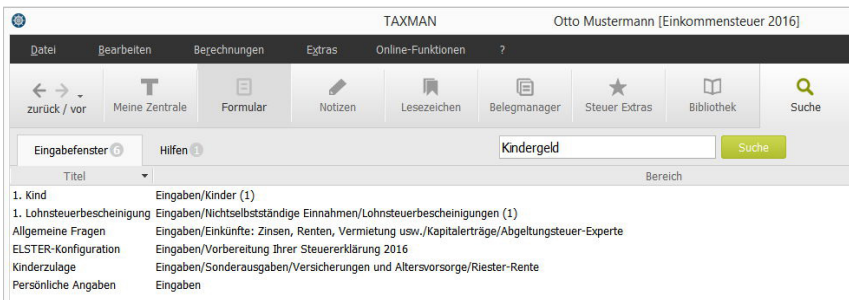 TAXMAN Otto Mustermann [Einkommensteuer 2016]
Datei Bearbeiten Berechnungen Extras Online-Funktionen ?
zurück / vor Meine Zentrale Formular Notizen Lesezeichen Belegmanager Steuer Extras Bibliothek Suche
Eingabefenster 6 Hilfen 1 Kindergeld Suche
Titel Bereich
1. Kind Eingaben/Kinder (1)
1. Lohnsteuerbescheinigung Eingaben/Nichtselbstständige Einnahmen/Lohnsteuerbescheinigungen (1)
Allgemeine Fragen Eingaben/Einkünfte: Zinsen, Renten, Vermietung usw./Kapitalerträge/Abgeltungsteuer-Experte
ELSTER-Konfiguration Eingaben/Vorbereitung Ihrer Steuererklärung 2016
Kinderzulage Eingaben/Sonderausgaben/Versicherungen und Altersvorsorge/Riester-Rente
Persönliche Angaben Eingaben